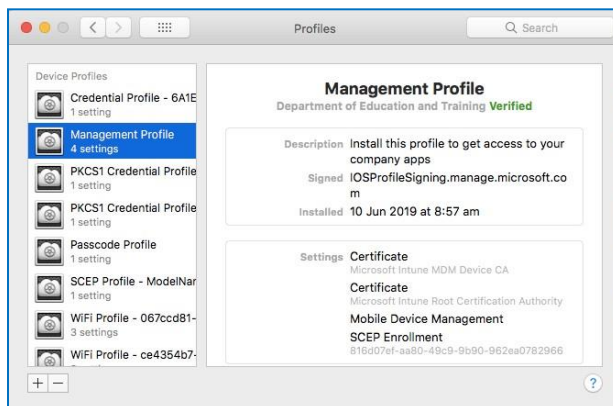 Profiles
Search
Device Profiles
Credential Profile - 6A1E
1 setting
Management Profile
4 settings
PKCS1 Credential Profile
1 setting
PKCS1 Credential Profile
1 setting
Passcode Profile
1 setting
SCEP Profile - ModelNar
1 setting
WiFi Profile - 067ccd81-
3 settings
WiFi Profile - ce4354b7-
Management Profile
Department of Education and Training Verified
Description Install this profile to get access to your
company apps
Signed IOSProfileSigning.manage.microsoft.co
m
Installed 10 Jun 2019 at 8:57 am
Settings Certificate
Microsoft Intune MDM Device CA
Certificate
Microsoft Intune Root Certification Authority
Mobile Device Management
SCEP Enrollment
816d07ef-aa80-49c9-9b90-962ea0782966
+ −
?